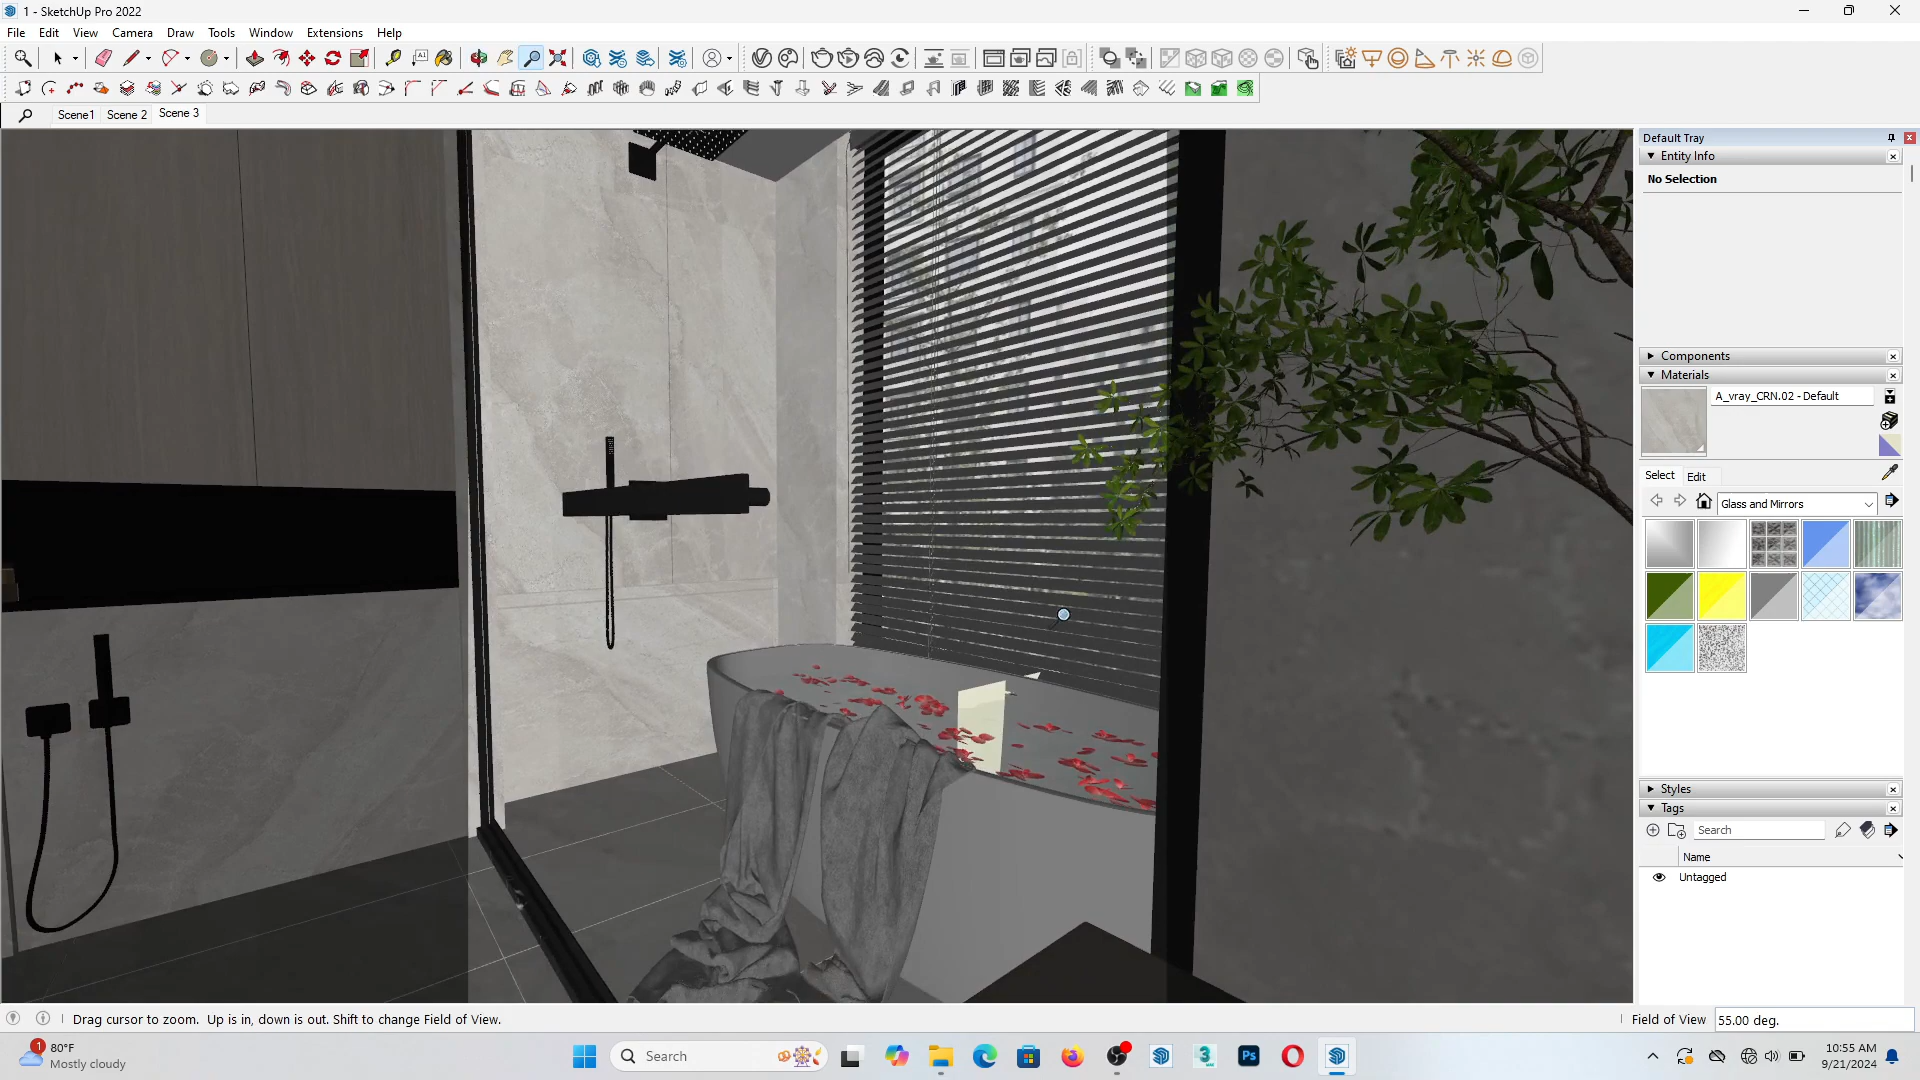 1 - SketchUp Pro 2022
File Edit View Camera Draw Tools Window Extensions Help
Scene1 Scene 2 Scene 3
Default Tray
Entity Info
No Selection
Components
Materials
A_vray_CRN.02 - Default
Select Edit
Glass and Mirrors
Styles
Tags
Search
Name
Untagged
Drag cursor to zoom. Up is in, down is out. Shift to change Field of View.
Field of View 55.00 deg.
1
80°F
Mostly cloudy
Search
3
Ps
10:55 AM
9/21/2024